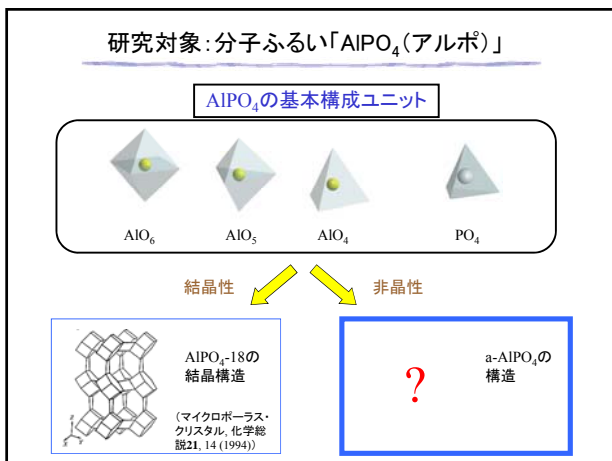 研究対象:分子ふるい「AlPO4(アルポ)」
AlPO4の基本構成ユニット
AlO6 AlO5 AlO4 PO4
結晶性 非晶性
AlPO4-18の
結晶構造
(マイクロポーラス・
クリスタル, 化学総
説21, 14 (1994))
?
a-AlPO4の
構造